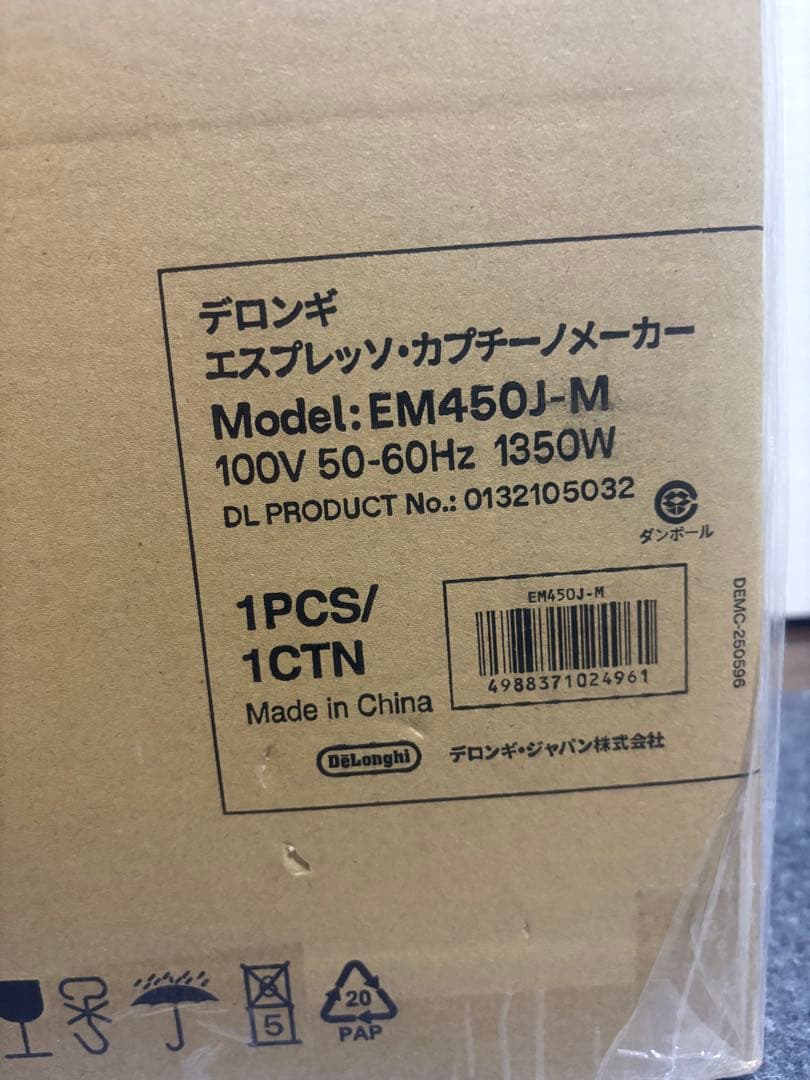 デロンギ
エスプレッソ・カプチーノメーカー
Model:EM450J-M
100V 50-60Hz 1350W
DL PRODUCT No.: 0132105032
ダンボール
1PCS/
1CTN
Made in China
EM450J-M
4988371024961
DEMC-250596
DēLonghi
デロンギ・ジャパン株式会社
5
20
PAP